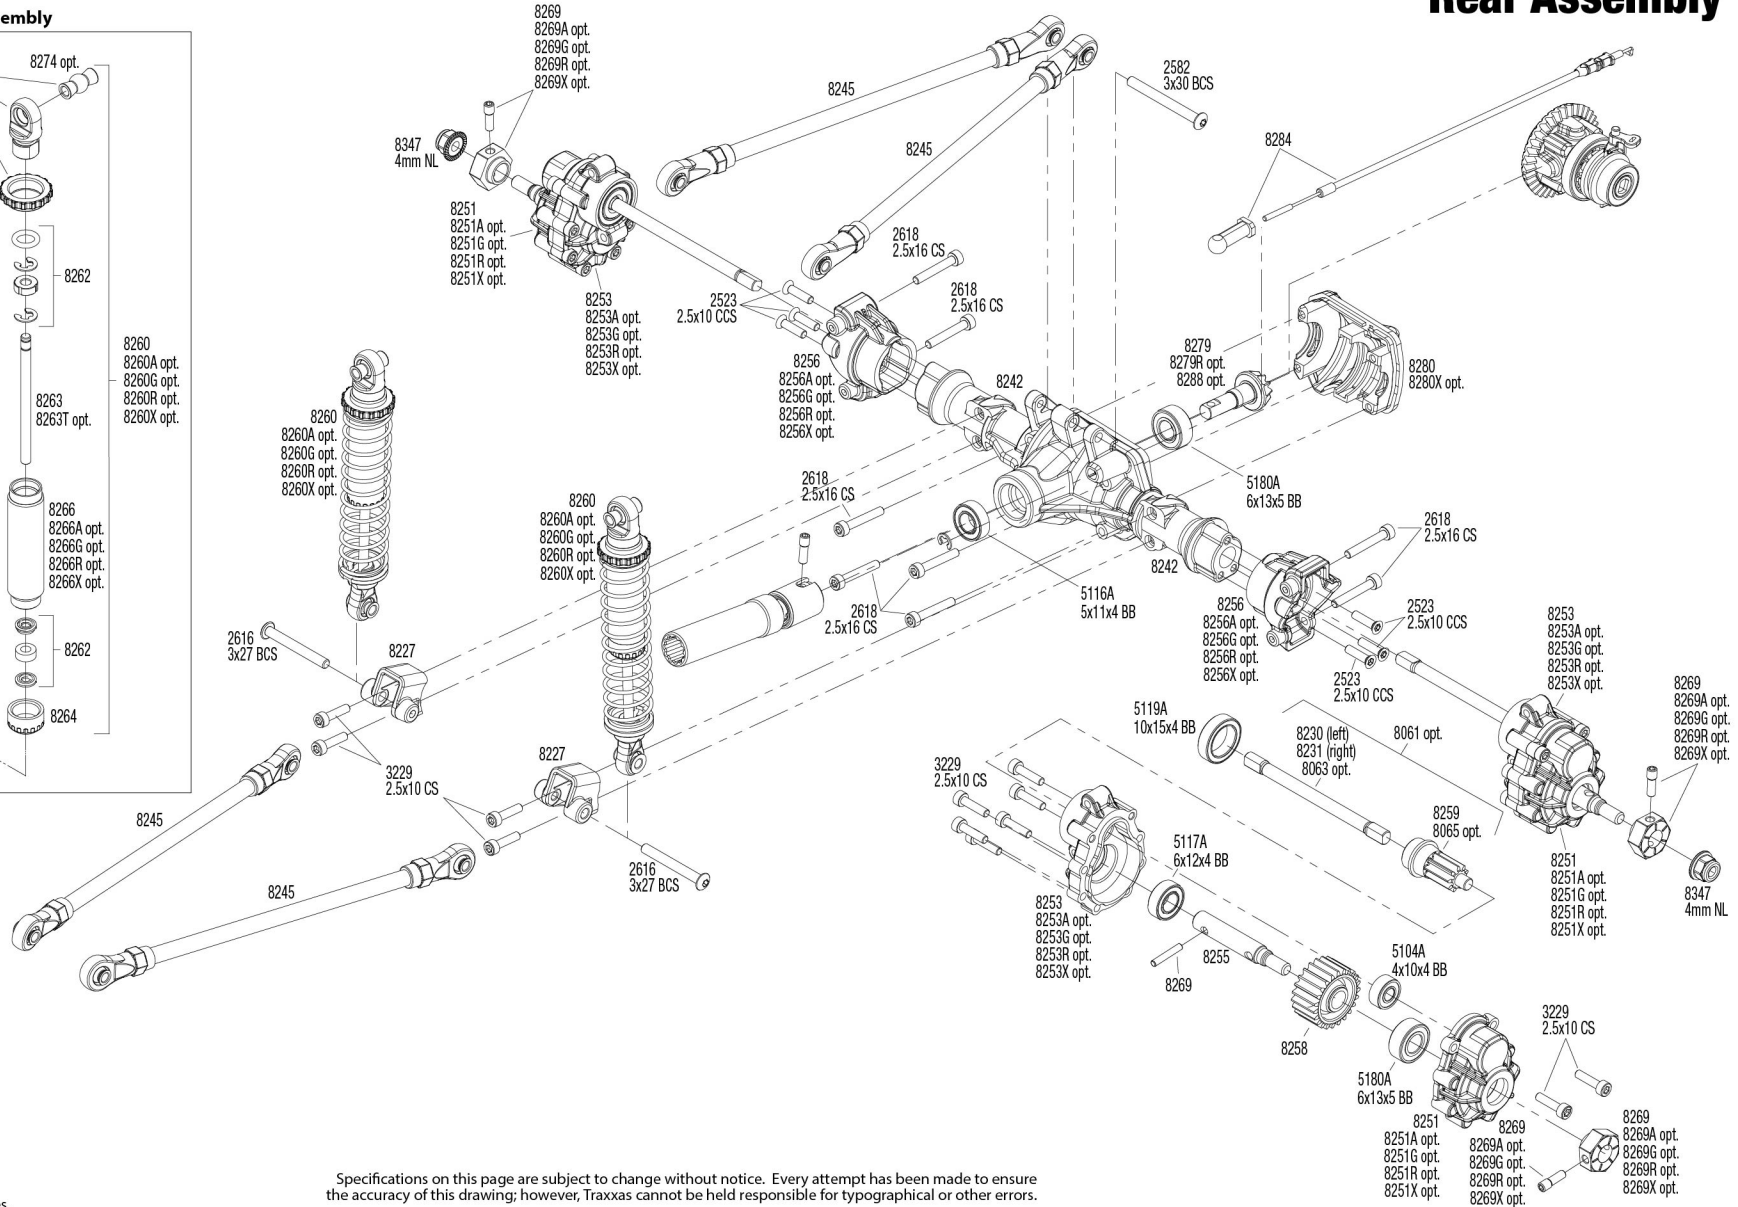 Rear Assembly
embly
8274 opt.
8262
8260
8260A opt.
8260G opt.
8260R opt.
8260X opt.
8263
8263T opt.
8266
8266A opt.
8266G opt.
8266R opt.
8266X opt.
8262
8264
8269
8269A opt.
8269G opt.
8269R opt.
8269X opt.
8347
4mm NL
8251
8251A opt.
8251G opt.
8251R opt.
8251X opt.
8253
8253A opt.
8253G opt.
8253R opt.
8253X opt.
8245
8245
2582
3x30 BCS
8284
2618
2.5x16 CS
2618
2.5x16 CS
2523
2.5x10 CCS
8256
8256A opt.
8256G opt.
8256R opt.
8256X opt.
8242
8279
8279R opt.
8288 opt.
8280
8280X opt.
8260
8260A opt.
8260G opt.
8260R opt.
8260X opt.
8260
8260A opt.
8260G opt.
8260R opt.
8260X opt.
2618
2.5x16 CS
5180A
6x13x5 BB
2618
2.5x16 CS
8242
5116A
5x11x4 BB
2618
2.5x16 CS
8256
8256A opt.
8256G opt.
8256R opt.
8256X opt.
2523
2.5x10 CCS
2523
2.5x10 CCS
8253
8253A opt.
8253G opt.
8253R opt.
8253X opt.
8269
8269A opt.
8269G opt.
8269R opt.
8269X opt.
2616
3x27 BCS
8227
8227
3229
2.5x10 CS
8245
8245
2616
3x27 BCS
5119A
10x15x4 BB
8230 (left)
8231 (right)
8063 opt.
8061 opt.
3229
2.5x10 CS
8259
8065 opt.
5117A
6x12x4 BB
8251
8251A opt.
8251G opt.
8251R opt.
8251X opt.
8347
4mm NL
8253
8253A opt.
8253G opt.
8253R opt.
8253X opt.
8255
8269
5104A
4x10x4 BB
8258
3229
2.5x10 CS
5180A
6x13x5 BB
8251
8251A opt.
8251G opt.
8251R opt.
8251X opt.
8269
8269A opt.
8269G opt.
8269R opt.
8269X opt.
8269
8269A opt.
8269G opt.
8269R opt.
8269X opt.
Specifications on this page are subject to change without notice. Every attempt has been made to ensure
the accuracy of this drawing; however, Traxxas cannot be held responsible for typographical or other errors.